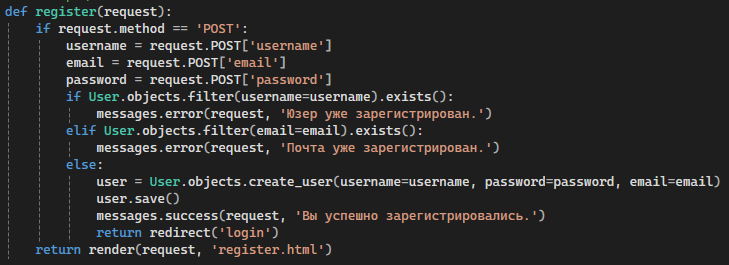 def register(request):
    if request.method == 'POST':
        username = request.POST['username']
        email = request.POST['email']
        password = request.POST['password']
        if User.objects.filter(username=username).exists():
            messages.error(request, 'Юзер уже зарегистрирован.')
        elif User.objects.filter(email=email).exists():
            messages.error(request, 'Почта уже зарегистрирован.')
        else:
            user = User.objects.create_user(username=username, password=password, email=email)
            user.save()
            messages.success(request, 'Вы успешно зарегистрировались.')
            return redirect('login')
    return render(request, 'register.html')